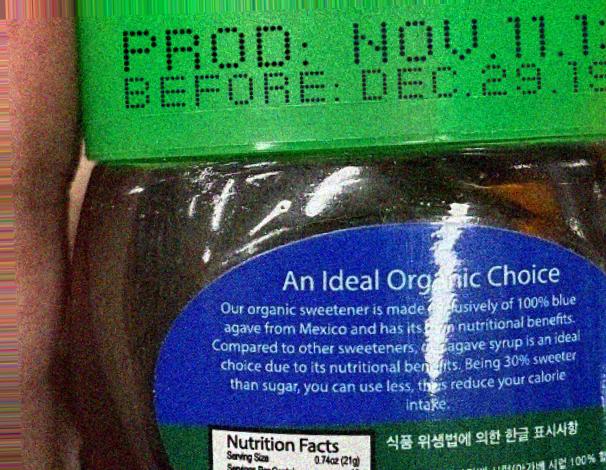 PROD: NOV.11.1
BEFORE: DEC.29.19
An Ideal Organic Choice
Our organic sweetener is made exclusively of 100% blue
agave from Mexico and has its own nutritional benefits.
Compared to other sweeteners, our agave syrup is an ideal
choice due to its nutritional benefits. Being 30% sweeter
than sugar, you can use less, thus reduce your calorie
intake.
Nutrition Facts
Serving Size 0.74oz (21g)
식품 위생법에 의한 한글 표시사항
시럽 100%